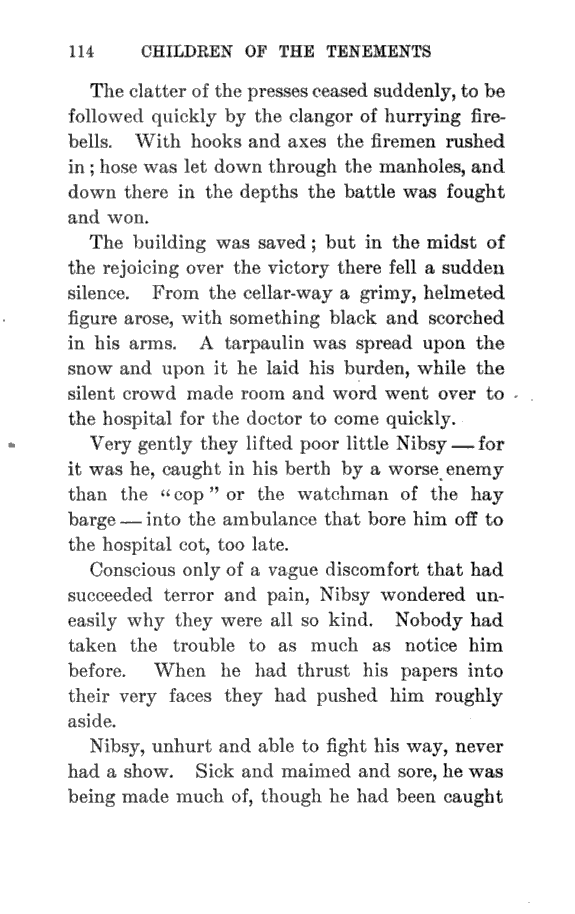 114 CHILDREN OF THE TENEMENTS
The clatter of the presses ceased suddenly, to be
followed quickly by the clangor of hurrying fire-
bells. With hooks and axes the firemen rushed
in ; hose was let down through the manholes, and
down there in the depths the battle was fought
and won.
The building was saved ; but in the midst of
the rejoicing over the victory there fell a sudden
silence. From the cellar-way a grimy, helmeted
figure arose, with something black and scorched
in his arms. A tarpaulin was spread upon the
snow and upon it he laid his burden, while the
silent crowd made room and word went over to
the hospital for the doctor to come quickly.
Very gently they lifted poor little Nibsy — for
it was he, caught in his berth by a worse enemy
than the “cop” or the watchman of the hay
barge — into the ambulance that bore him off to
the hospital cot, too late.
Conscious only of a vague discomfort that had
succeeded terror and pain, Nibsy wondered un-
easily why they were all so kind. Nobody had
taken the trouble to as much as notice him
before. When he had thrust his papers into
their very faces they had pushed him roughly
aside.
Nibsy, unhurt and able to fight his way, never
had a show. Sick and maimed and sore, he was
being made much of, though he had been caught